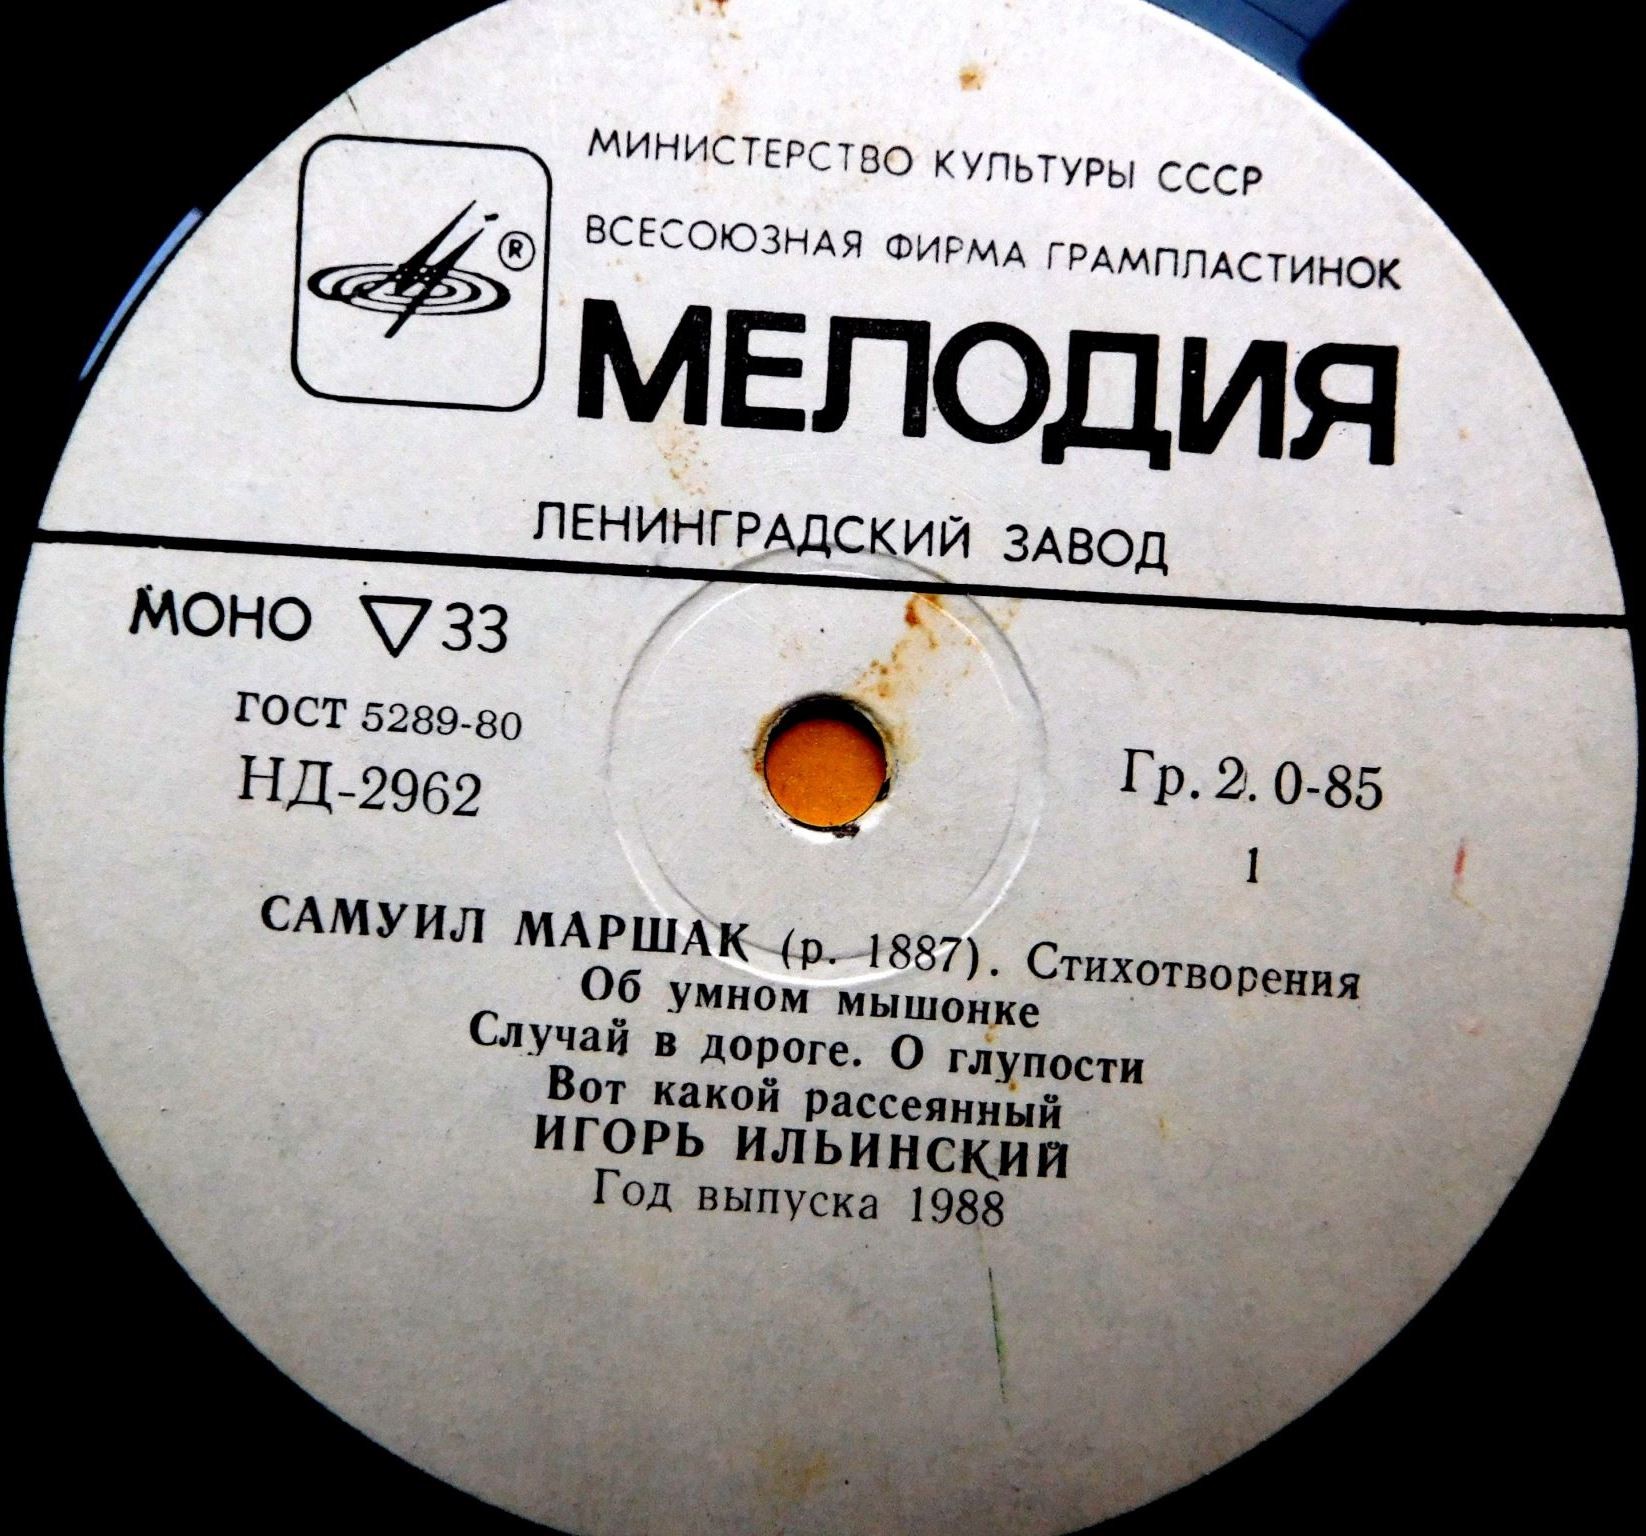 МИНИСТЕРСТВО КУЛЬТУРЫ СССР
ВСЕСОЮЗНАЯ ФИРМА ГРАМПЛАСТИНОК
®
МЕЛОДИЯ
ЛЕНИНГРАДСКИЙ ЗАВОД
МОНО ▽ 33
ГОСТ 5289-80
НД-2962
Гр. 2. 0-85
1
САМУИЛ МАРШАК (р. 1887). Стихотворения
Об умном мышонке
Случай в дороге. О глупости
Вот какой рассеянный
ИГОРЬ ИЛЬИНСКИЙ
Год выпуска 1988